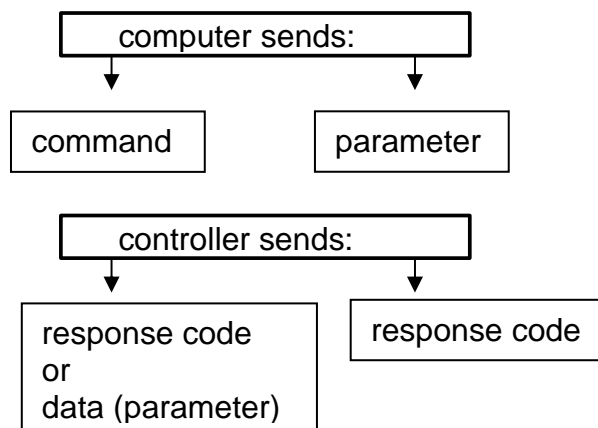 computer sends:
command
parameter
controller sends:
response code
or
data (parameter)
response code